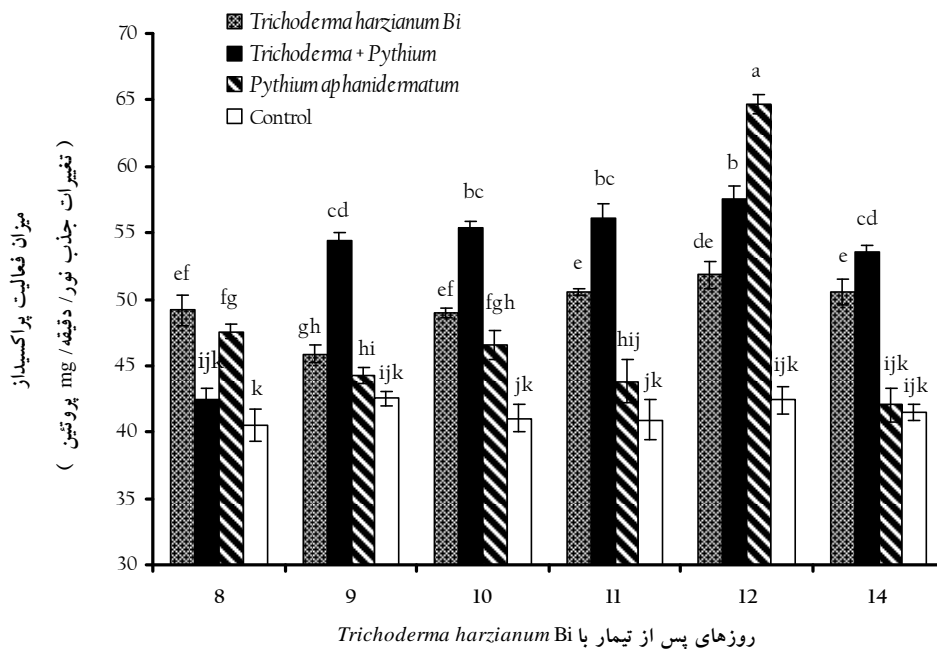 Trichoderma harzianum Bi
Trichoderma + Pythium
Pythium aphanidermatum
Control
میزان فعالیت پراکسیداز
( تغییرات جذب نور/ دقیقه/ mg پروتئین )
70
65
60
55
50
45
40
35
30
ef
ijk
fg
k
gh
cd
hi
ijk
ef
bc
fgh
jk
e
bc
hij
jk
de
b
a
ijk
e
cd
ijk
ijk
8 9 10 11 12 14
روزهای پس از تیمار با Trichoderma harzianum Bi